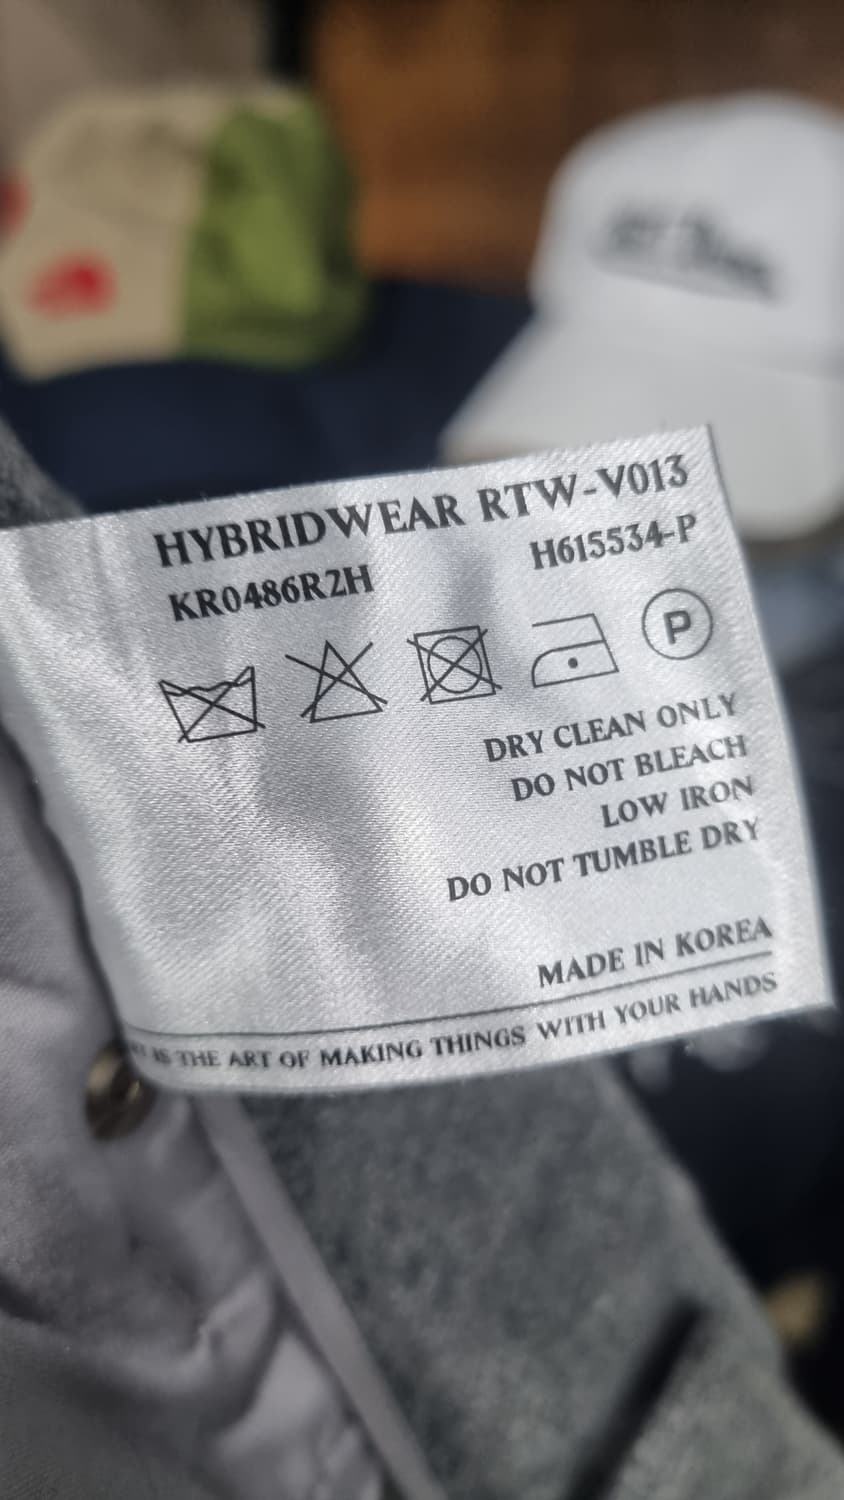 HYBRIDWEAR RTW-V013
KR0486R2H H615534-P
P
DRY CLEAN ONLY
DO NOT BLEACH
LOW IRON
DO NOT TUMBLE DRY
MADE IN KOREA
IS THE ART OF MAKING THINGS WITH YOUR HANDS